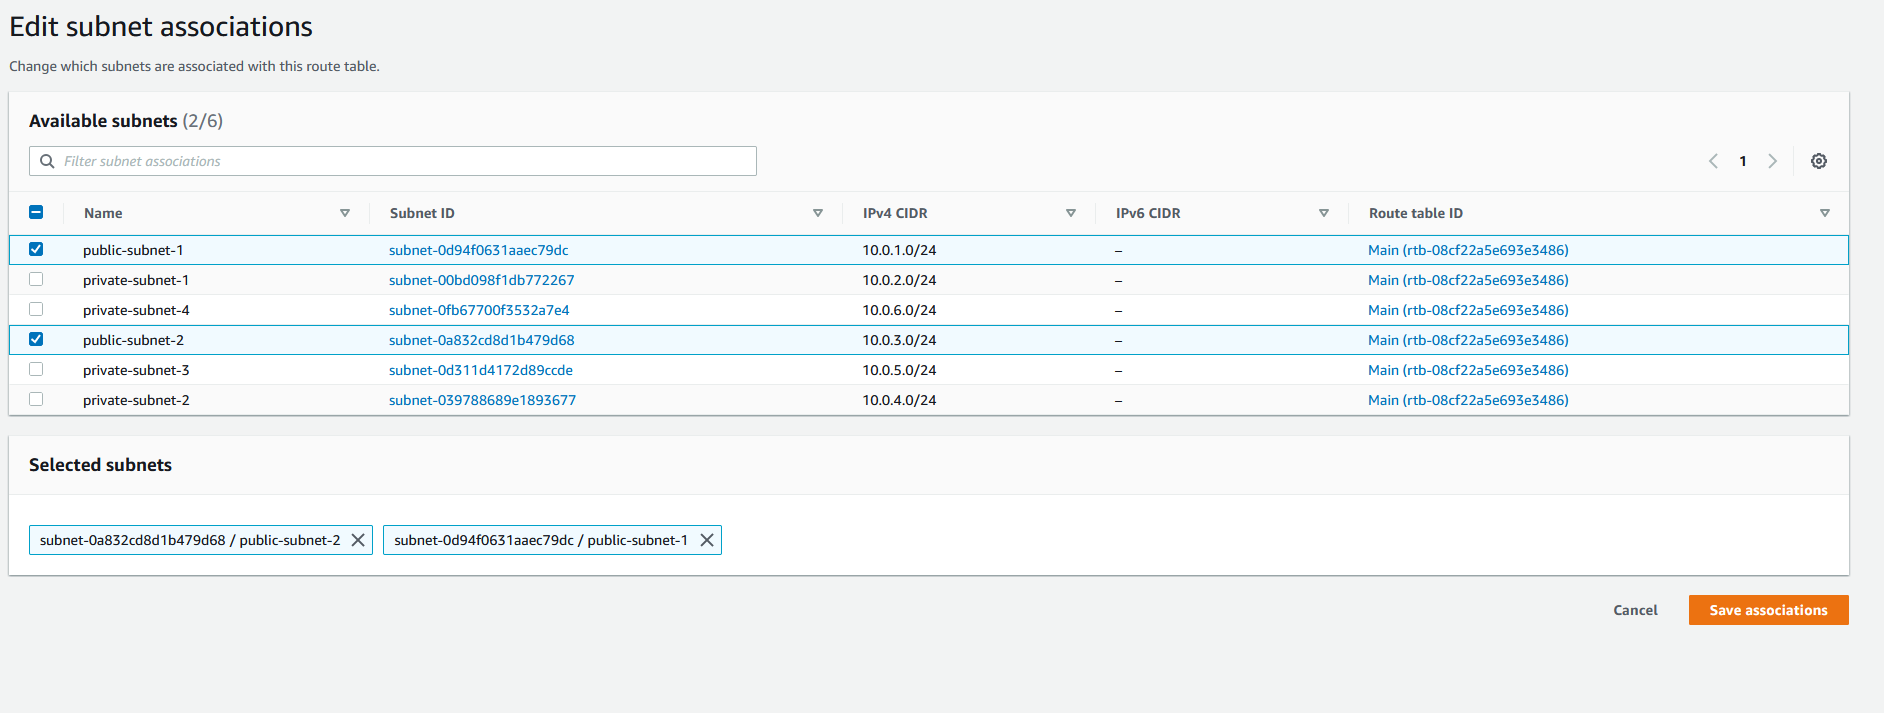 Edit subnet associations
Change which subnets are associated with this route table.
Available subnets (2/6)
Filter subnet associations
1
Name Subnet ID IPv4 CIDR IPv6 CIDR Route table ID
public-subnet-1 subnet-0d94f0631aaec79dc 10.0.1.0/24 – Main (rtb-08cf22a5e693e3486)
private-subnet-1 subnet-00bd098f1db772267 10.0.2.0/24 – Main (rtb-08cf22a5e693e3486)
private-subnet-4 subnet-0fb67700f3532a7e4 10.0.6.0/24 – Main (rtb-08cf22a5e693e3486)
public-subnet-2 subnet-0a832cd8d1b479d68 10.0.3.0/24 – Main (rtb-08cf22a5e693e3486)
private-subnet-3 subnet-0d311d4172d89ccde 10.0.5.0/24 – Main (rtb-08cf22a5e693e3486)
private-subnet-2 subnet-039788689e1893677 10.0.4.0/24 – Main (rtb-08cf22a5e693e3486)
Selected subnets
subnet-0a832cd8d1b479d68 / public-subnet-2 subnet-0d94f0631aaec79dc / public-subnet-1
Cancel Save associations